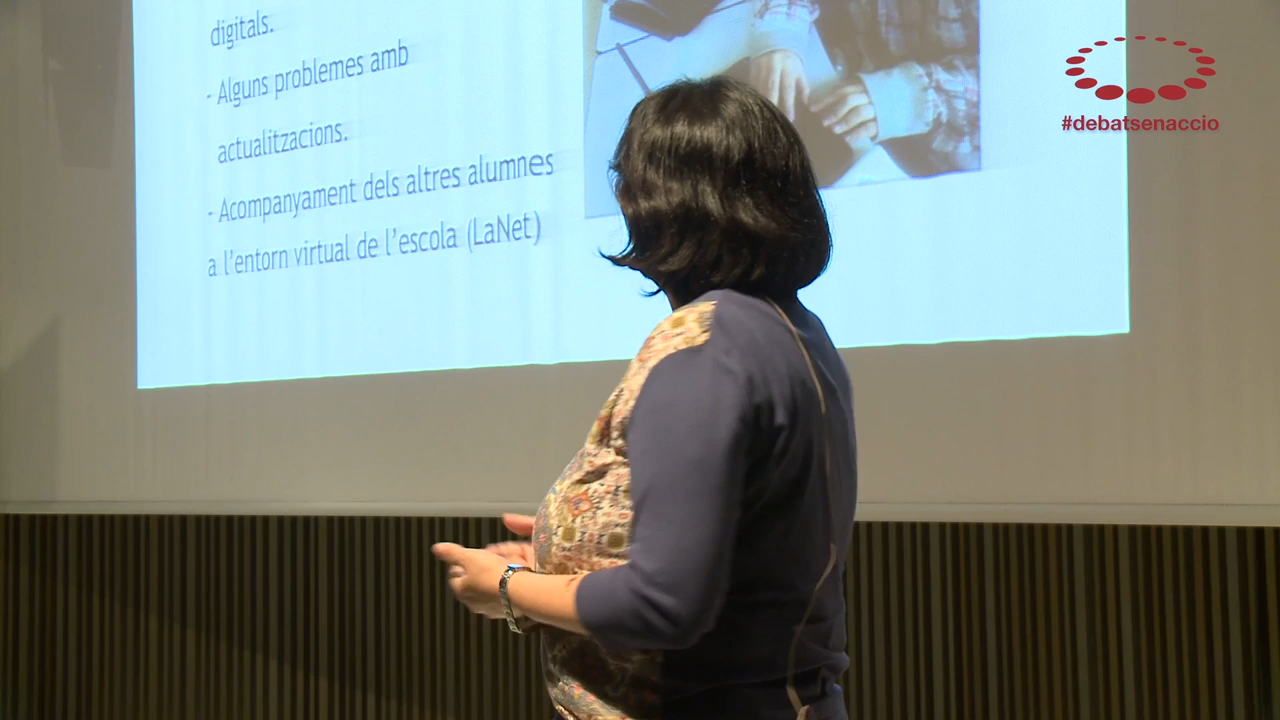 digitals.
- Alguns problemes amb
actualitzacions.
- Acompanyament dels altres alumnes
a l'entorn virtual de l'escola (LaNet)
#debatsenaccio